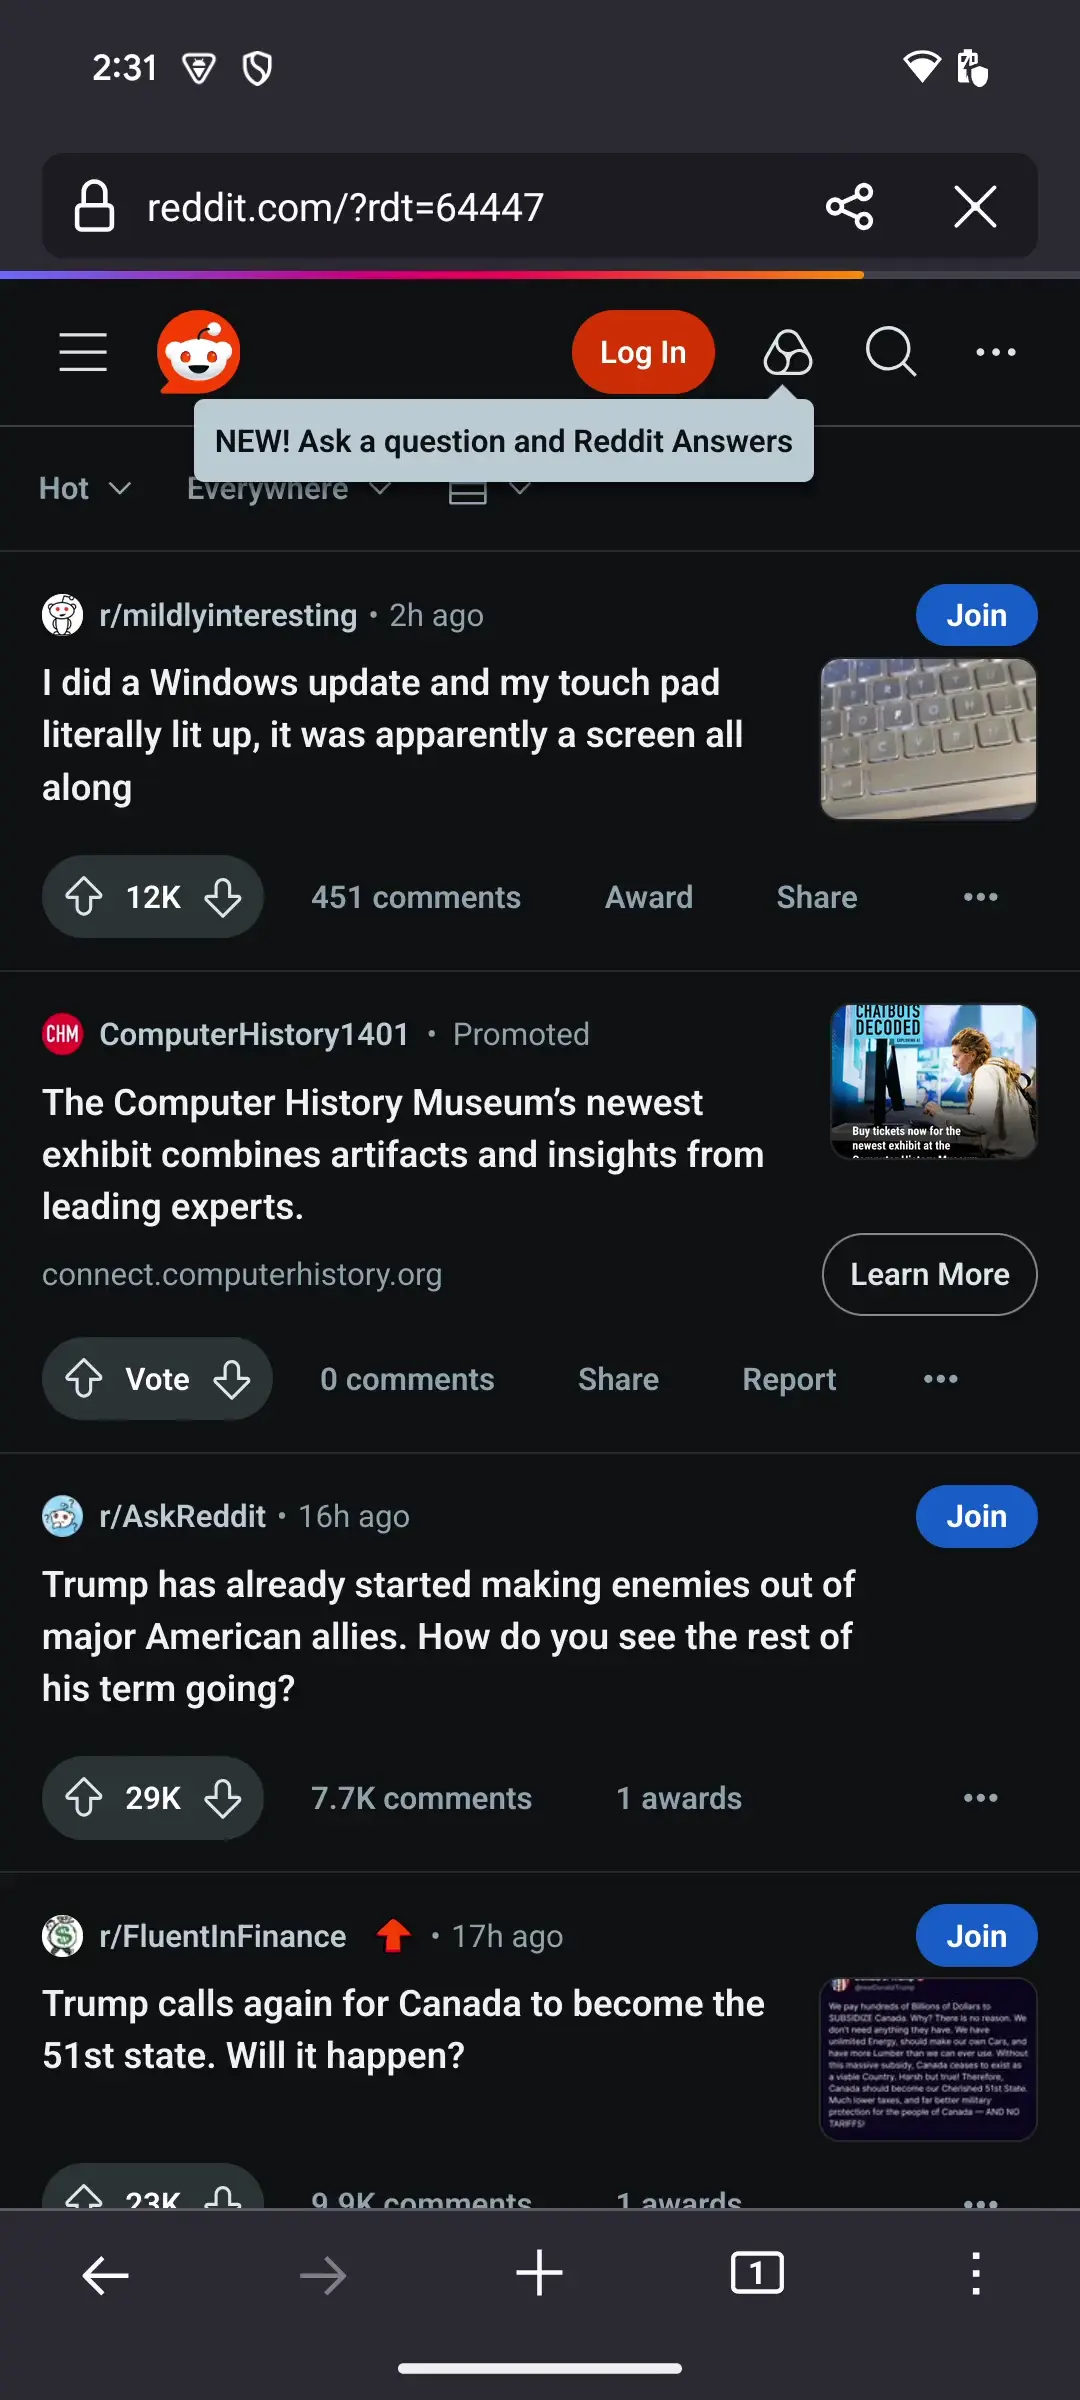 2:31
reddit.com/?rdt=64447
Log In
NEW! Ask a question and Reddit Answers
Hot
Everywhere
r/mildlyinteresting • 2h ago
Join
I did a Windows update and my touch pad
literally lit up, it was apparently a screen all
along
12K
451 comments
Award
Share
CHM
ComputerHistory1401 • Promoted
CHATBOTS
DECODED
Buy tickets now for the
newest exhibit at the
The Computer History Museum’s newest
exhibit combines artifacts and insights from
leading experts.
connect.computerhistory.org
Learn More
Vote
0 comments
Share
Report
r/AskReddit • 16h ago
Join
Trump has already started making enemies out of
major American allies. How do you see the rest of
his term going?
29K
7.7K comments
1 awards
r/FluentInFinance • 17h ago
Join
Trump calls again for Canada to become the
51st state. Will it happen?
@realDonaldTrump
We pay hundreds of Billions of Dollars to
SUBSIDIZE Canada. Why? There is no reason. We
don't need anything they have. We have
unlimited Energy, should make our own Cars, and
have more Lumber than we can ever use. Without
this massive subsidy, Canada ceases to exist as
a viable Country. Harsh but true! Therefore,
Canada should become our Cherished 51st State.
Much lower taxes, and far better military
protection for the people of Canada — AND NO
TARIFFS!
23K
9.9K comments
1 awards
1